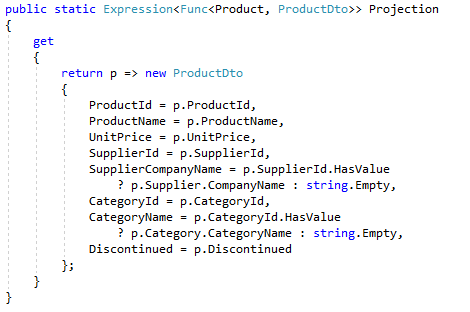 public static Expression<Func<Product, ProductDto>> Projection
{
    get
    {
        return p => new ProductDto
        {
            ProductId = p.ProductId,
            ProductName = p.ProductName,
            UnitPrice = p.UnitPrice,
            SupplierId = p.SupplierId,
            SupplierCompanyName = p.SupplierId.HasValue
                ? p.Supplier.CompanyName : string.Empty,
            CategoryId = p.CategoryId,
            CategoryName = p.CategoryId.HasValue
                ? p.Category.CategoryName : string.Empty,
            Discontinued = p.Discontinued
        };
    }
}